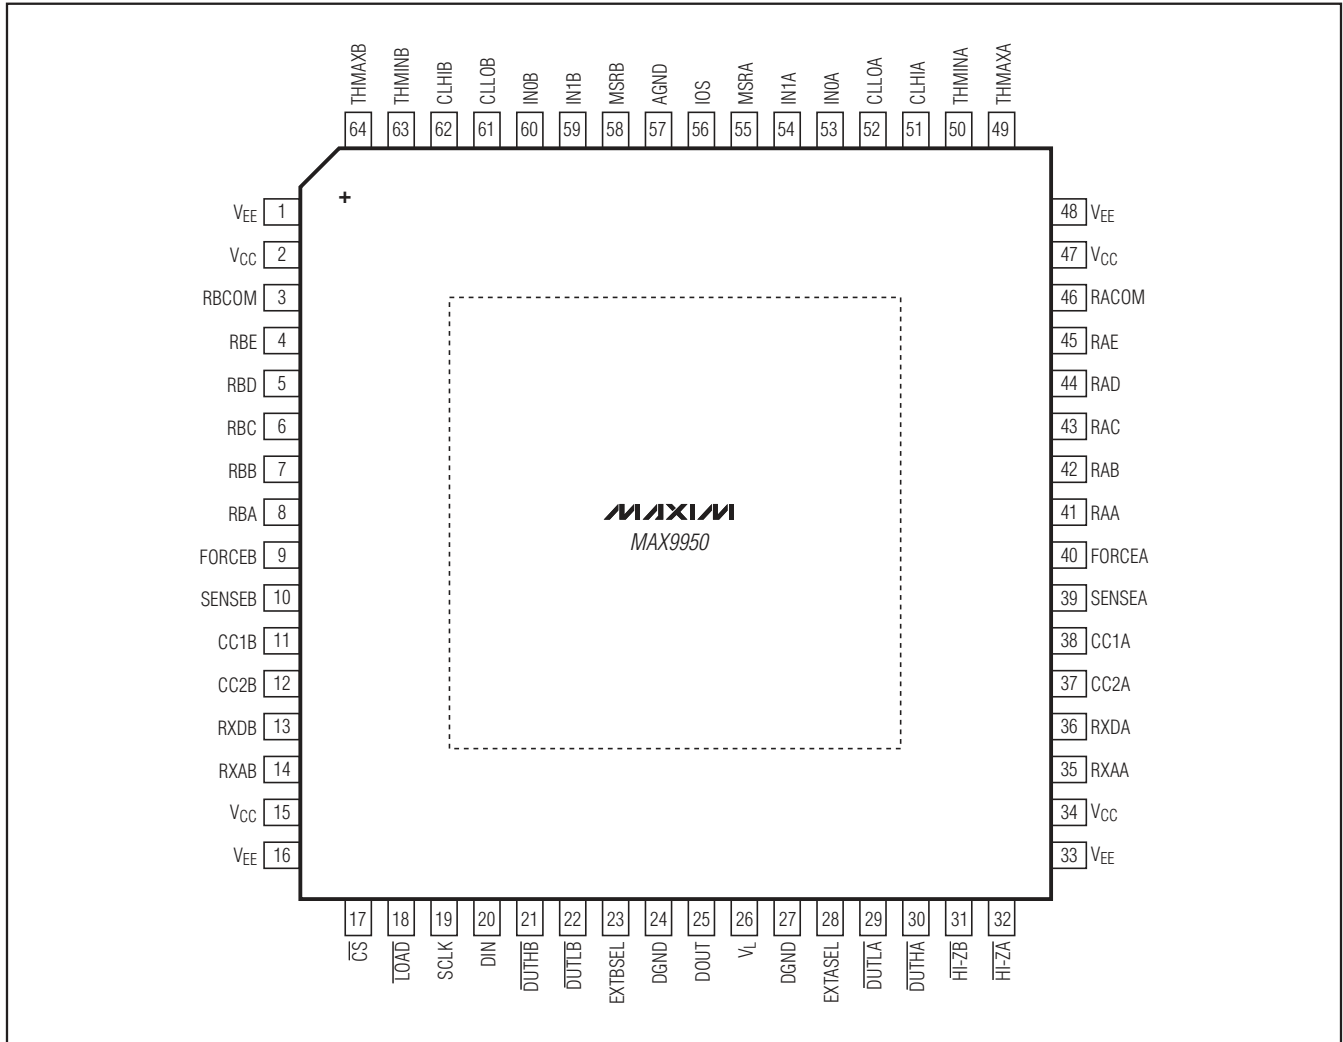 THMAXB THMINB CLHIB CLLOB IN0B IN1B MSRB AGND IOS MSRA IN1A IN0A CLLOA CLHIA THMINA THMAXA
64 63 62 61 60 59 58 57 56 55 54 53 52 51 50 49
+
VEE 1
VCC 2
RBCOM 3
RBE 4
RBD 5
RBC 6
RBB 7
RBA 8
FORCEB 9
SENSEB 10
CC1B 11
CC2B 12
RXDB 13
RXAB 14
VCC 15
VEE 16
MAXIM
MAX9950
48 VEE
47 VCC
46 RACOM
45 RAE
44 RAD
43 RAC
42 RAB
41 RAA
40 FORCEA
39 SENSEA
38 CC1A
37 CC2A
36 RXDA
35 RXAA
34 VCC
33 VEE
17 18 19 20 21 22 23 24 25 26 27 28 29 30 31 32
CS LOAD SCLK DIN DUTHB DUTLB EXTBSEL DGND DOUT VL DGND EXTASEL DUTLA DUTHA HI-ZB HI-ZA